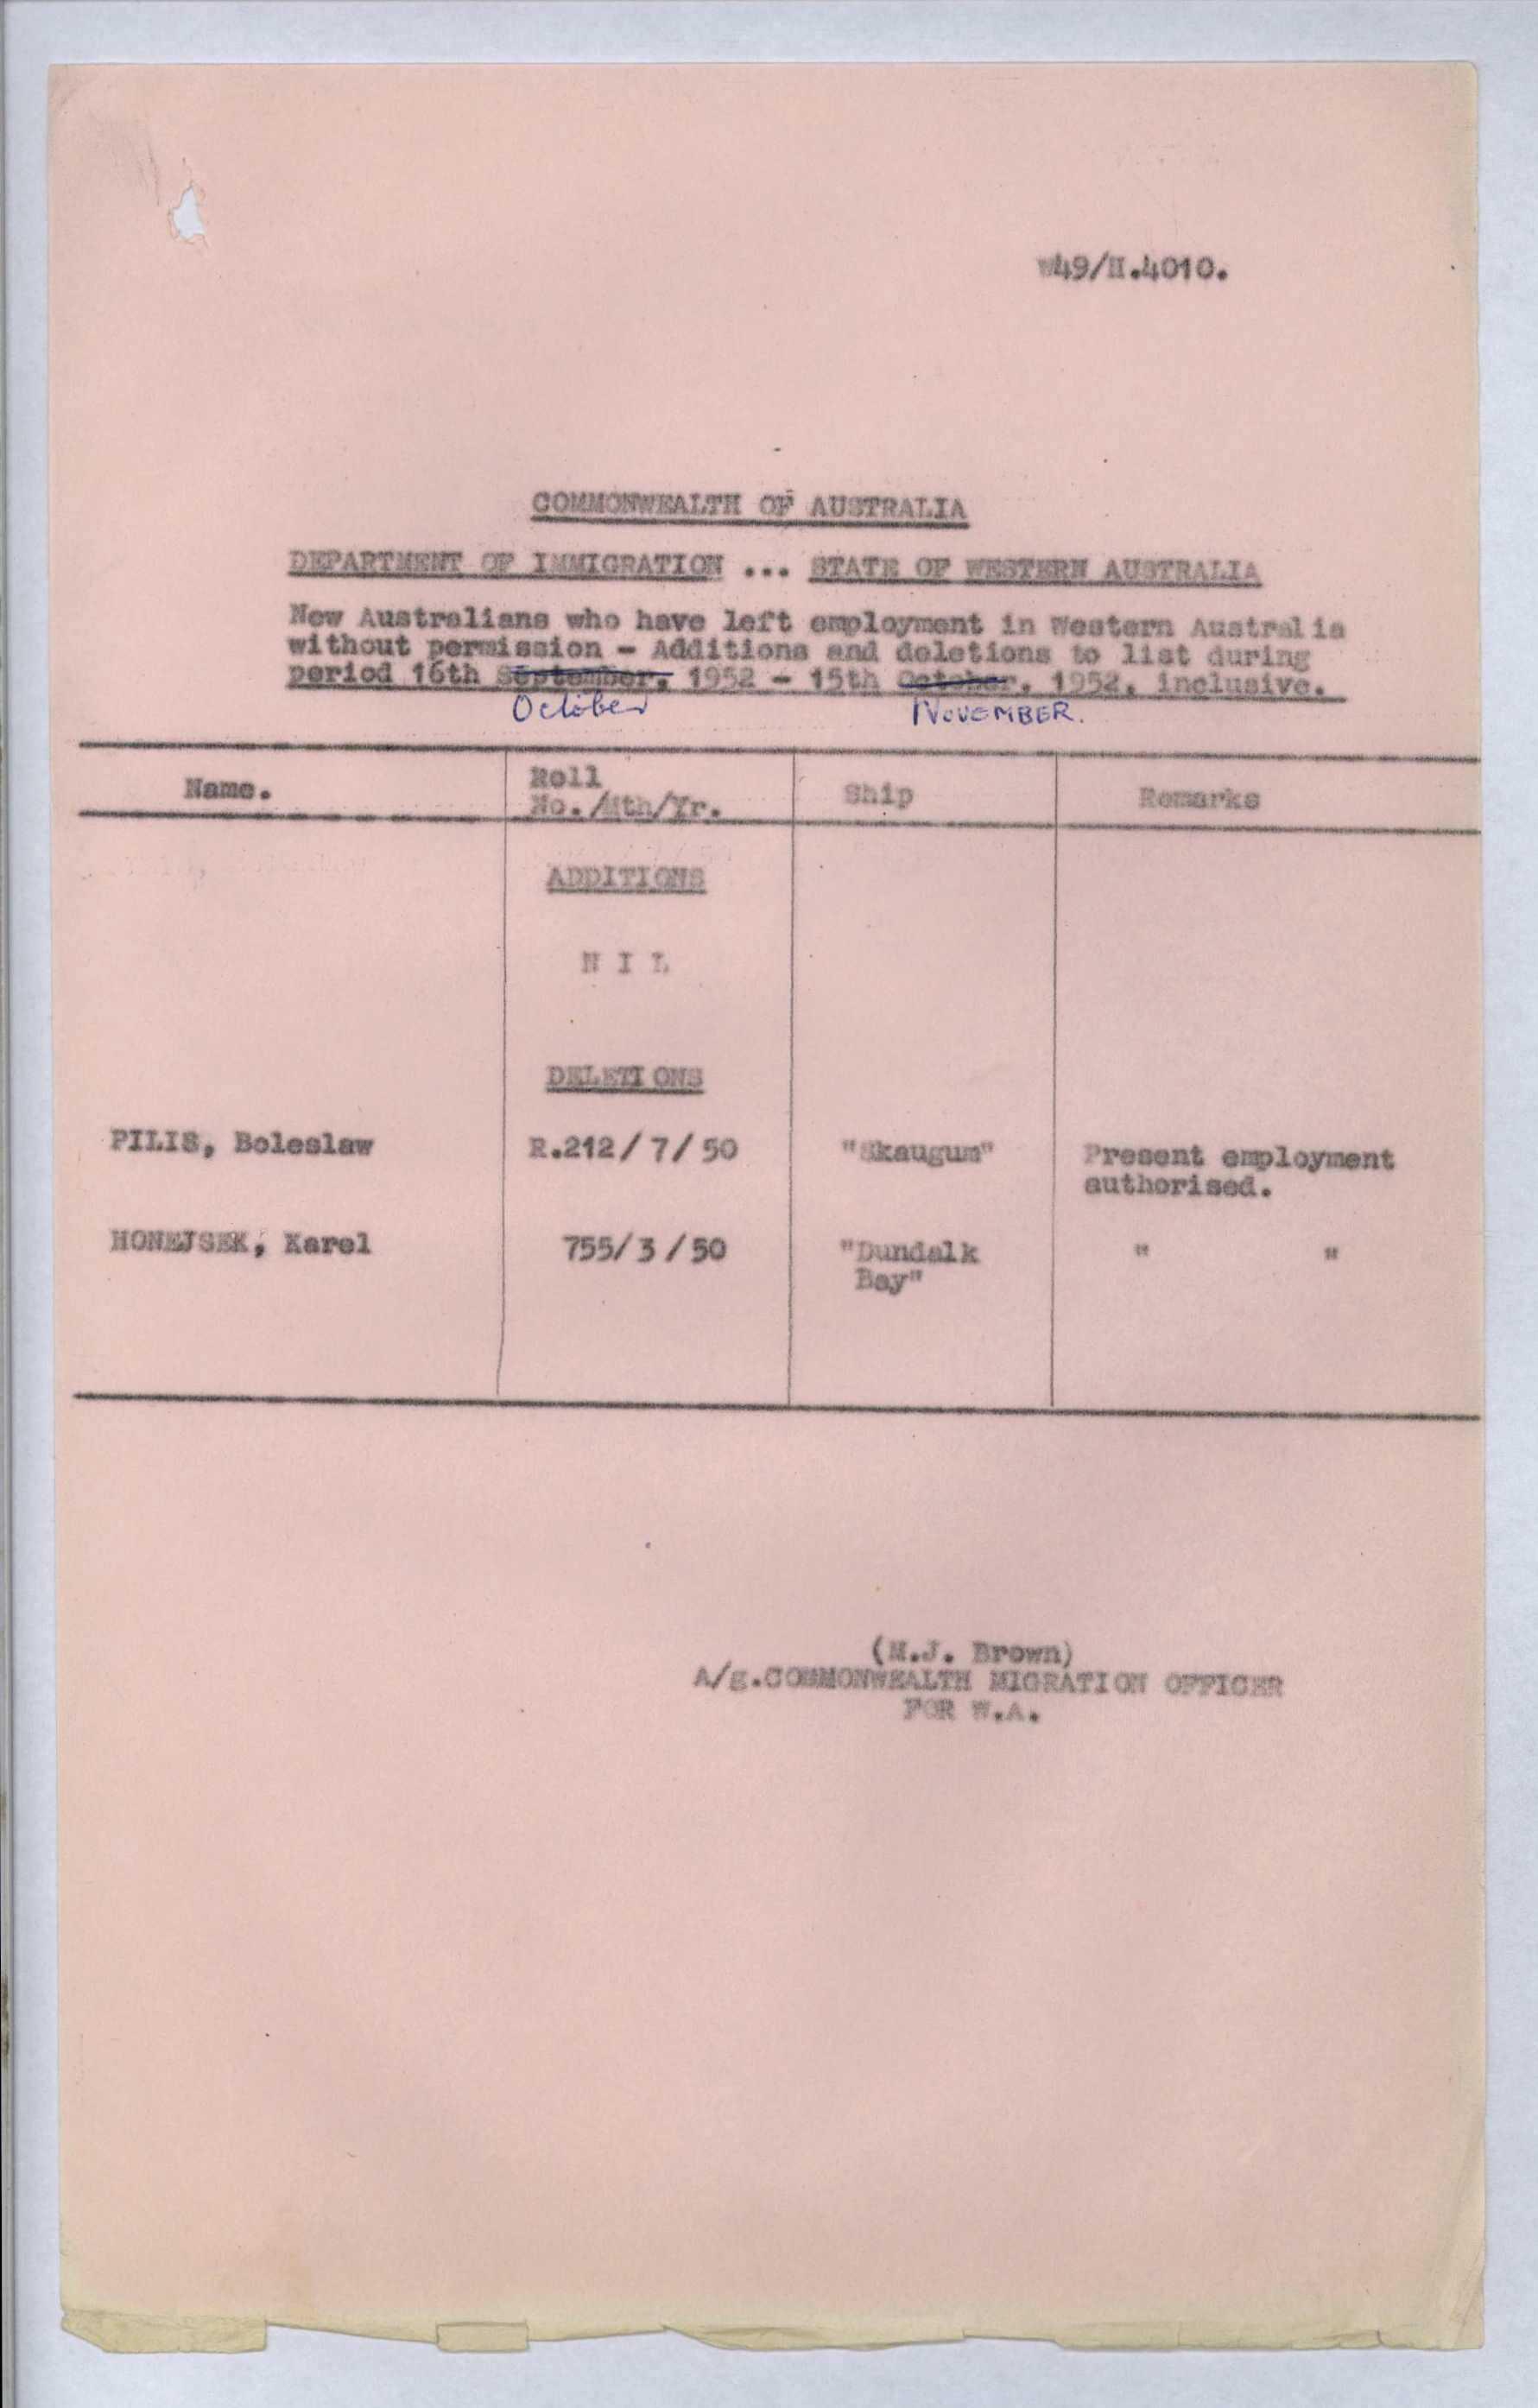 W49/H.4010.
COMMONWEALTH OF AUSTRALIA
DEPARTMENT OF IMMIGRATION ... STATE OF WESTERN AUSTRALIA
New Australians who have left employment in Western Australia
without permission - Additions and deletions to list during
period 16th September, 1952 - 15th October, 1952, inclusive.
October NOVEMBER.
Name. Roll No./Mth/Yr. Ship Remarks
ADDITIONS
N I L
DELETIONS
PILIS, Boleslaw R.212/7/50 "Skaugum" Present employment
authorised.
HONEJSEK, Karel 755/3/50 "Dundalk " "
Bay"
(M.J. Brown)
A/g.COMMONWEALTH MIGRATION OFFICER
FOR W.A.